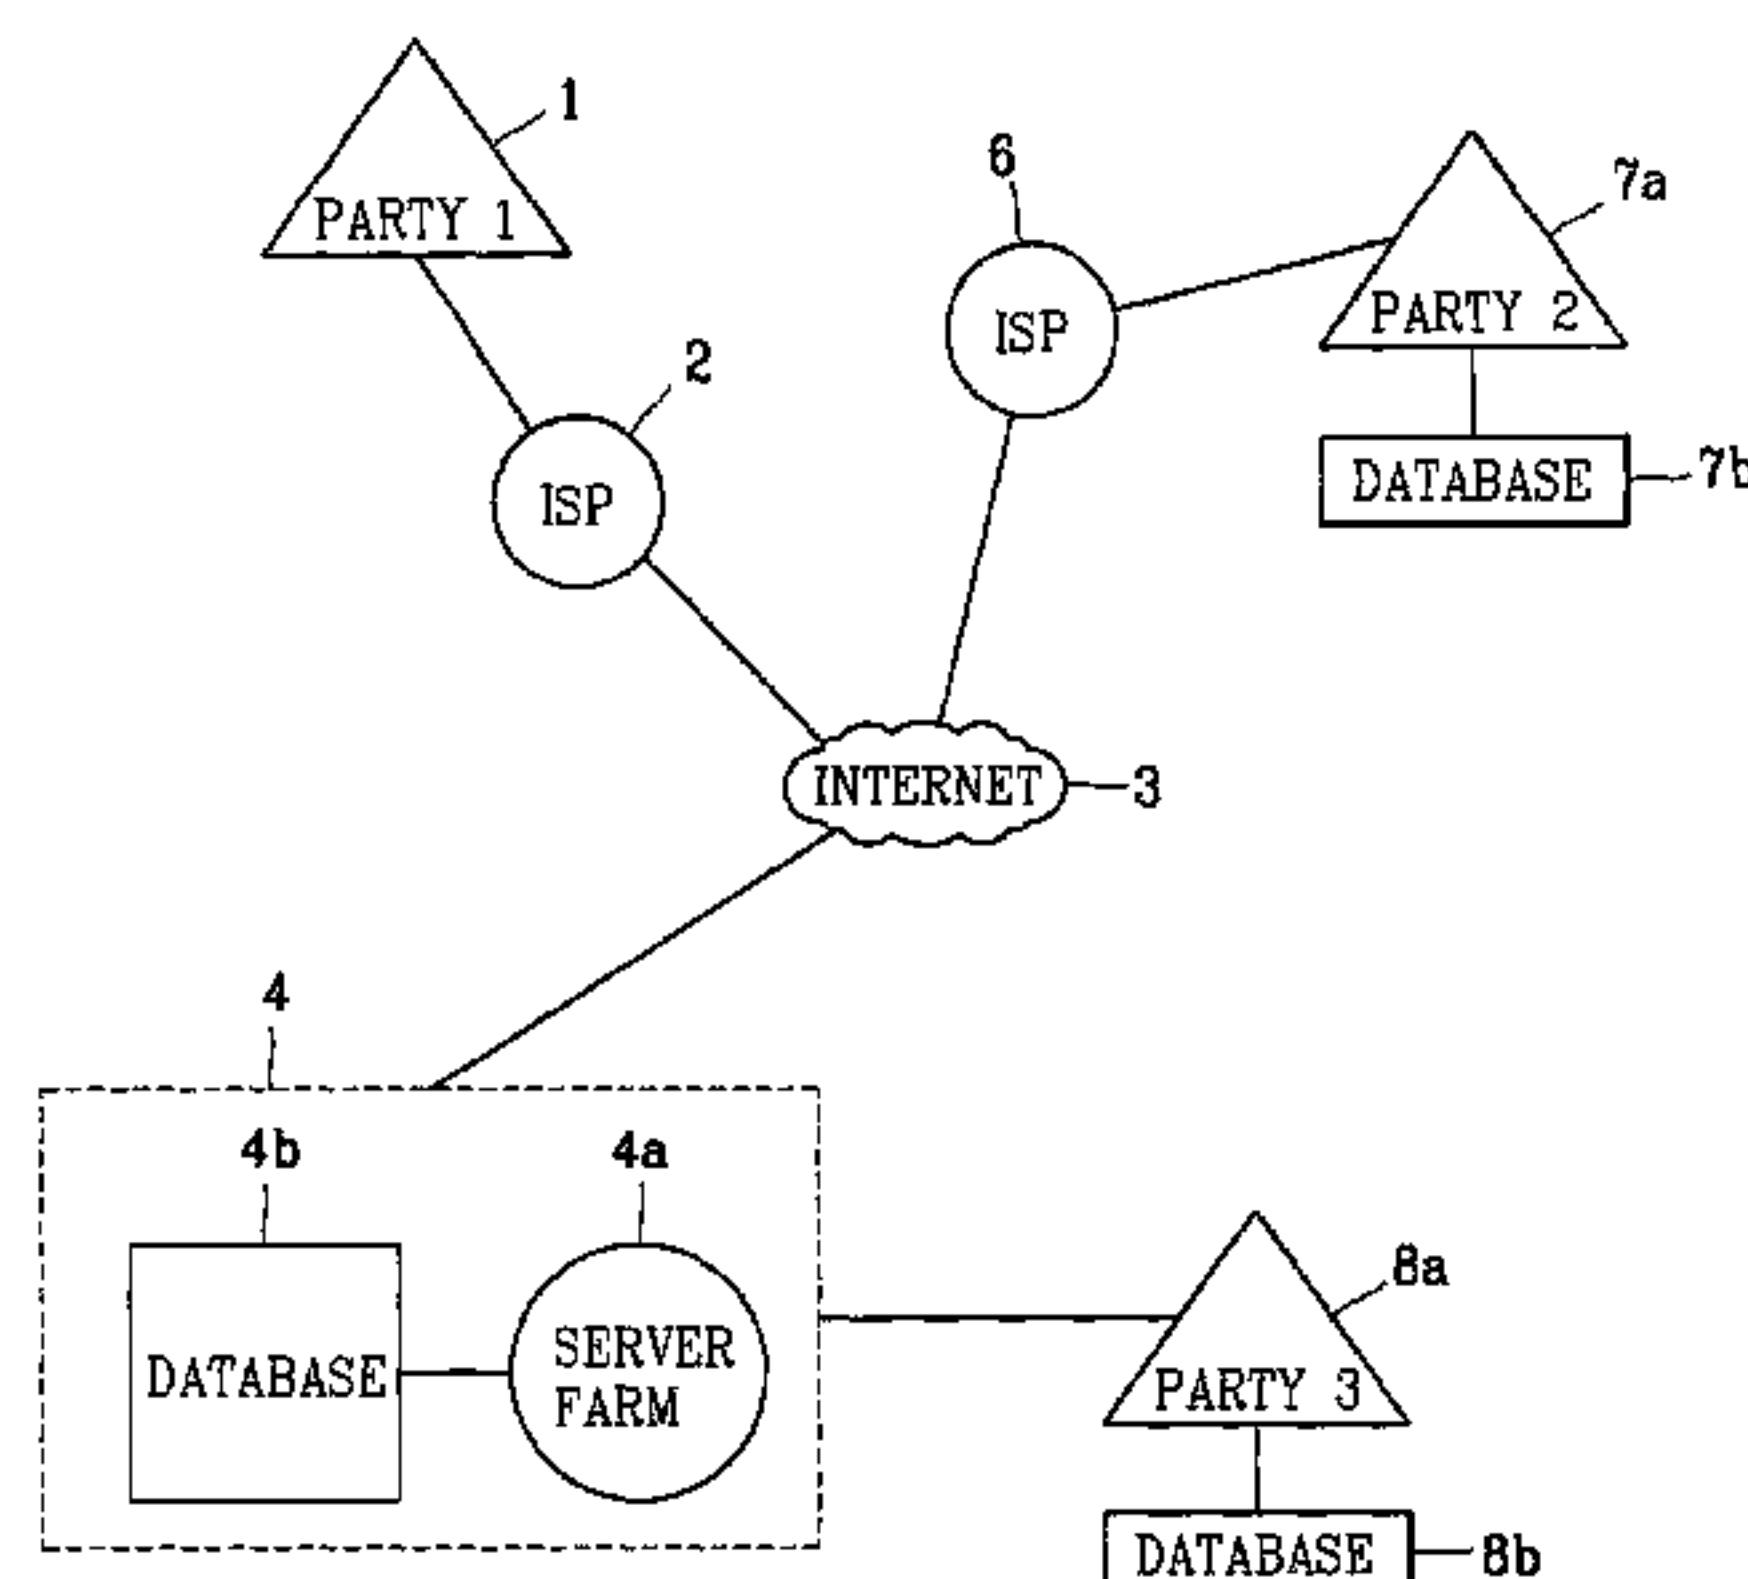 1
PARTY 1
6
7a
ISP
PARTY 2
2
ISP
DATABASE
7b
INTERNET
3
4
4b
4a
DATABASE
SERVER
FARM
8a
PARTY 3
DATABASE
8b